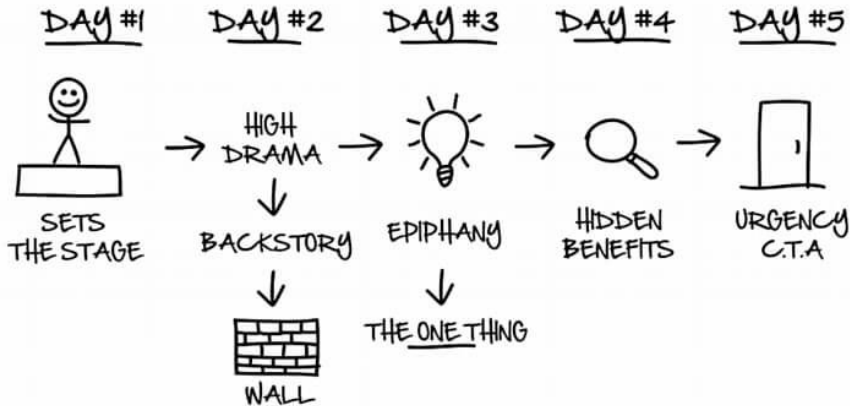 DAY #1
DAY #2
DAY #3
DAY #4
DAY #5
SETS
THE STAGE
HIGH
DRAMA
BACKSTORY
WALL
EPIPHANY
THE ONE THING
HIDDEN
BENEFITS
URGENCY
C.T.A